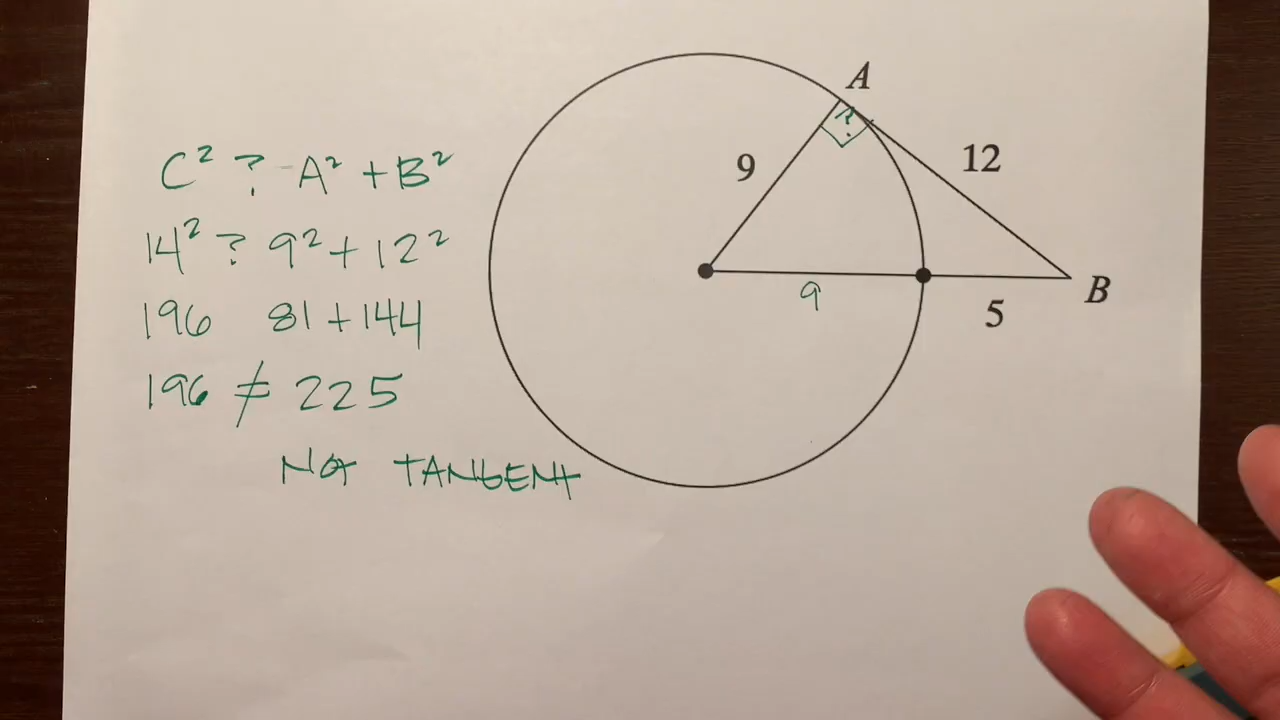 C² ? A² + B²
14² ? 9² + 12²
196 81 + 144
196 ≠ 225
NOT TANGENT
A
?
9
12
9
5
B